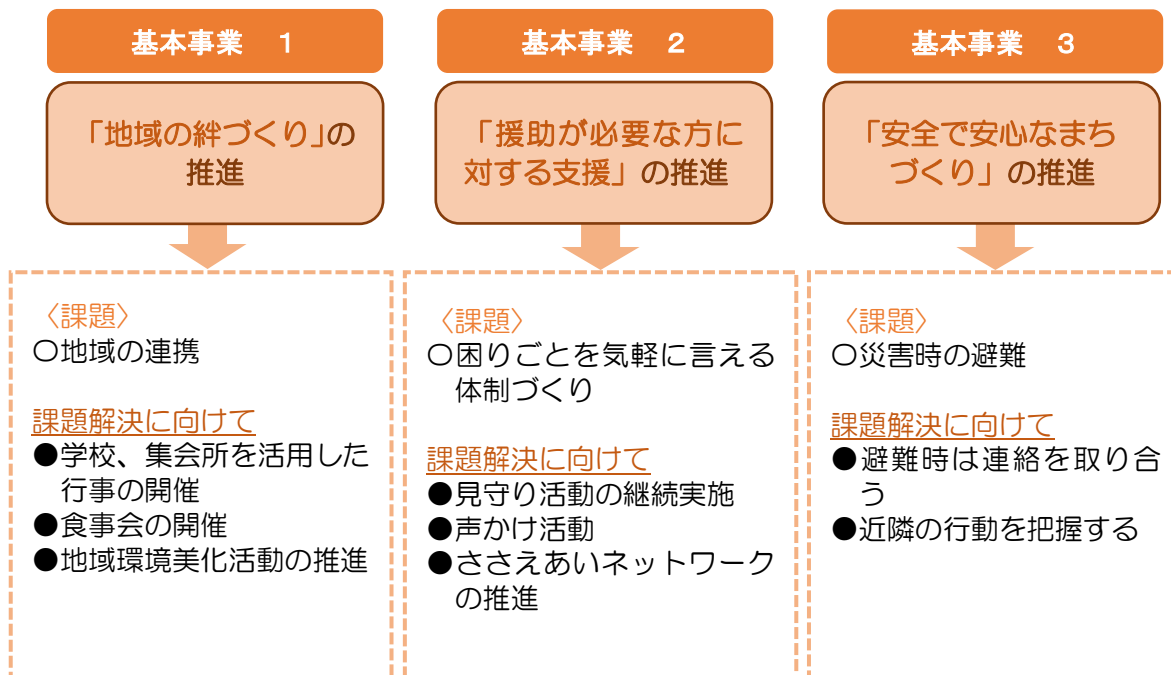 基本事業　１
「地域の絆づくり」の
推進
〈課題〉
〇地域の連携
課題解決に向けて
●学校、集会所を活用した
行事の開催
●食事会の開催
●地域環境美化活動の推進
基本事業　２
「援助が必要な方に
対する支援」の推進
〈課題〉
〇困りごとを気軽に言える
体制づくり
課題解決に向けて
●見守り活動の継続実施
●声かけ活動
●ささえあいネットワーク
の推進
基本事業　３
「安全で安心なまち
づくり」の推進
〈課題〉
〇災害時の避難
課題解決に向けて
●避難時は連絡を取り合
う
●近隣の行動を把握する